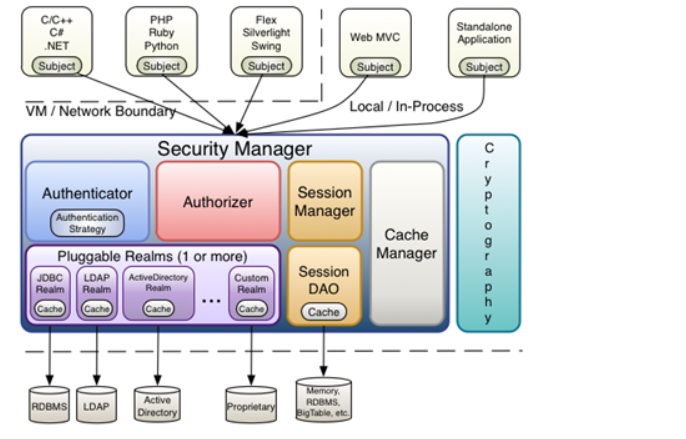 C/C++
C#
.NET
Subject
PHP
Ruby
Python
Subject
Flex
Silverlight
Swing
Subject
Web MVC
Subject
Standalone
Application
Subject
VM / Network Boundary
Local / In-Process
Security Manager
Authenticator
Authentication
Strategy
Authorizer
Session
Manager
Cache
Manager
Pluggable Realms (1 or more)
JDBC
Realm
Cache
LDAP
Realm
Cache
ActiveDirectory
Realm
Cache
...
Custom
Realm
Cache
Session
DAO
Cache
C
r
y
p
t
o
g
r
a
p
h
y
RDBMS
LDAP
Active
Directory
Proprietary
Memory,
RDBMS,
BigTable, etc.